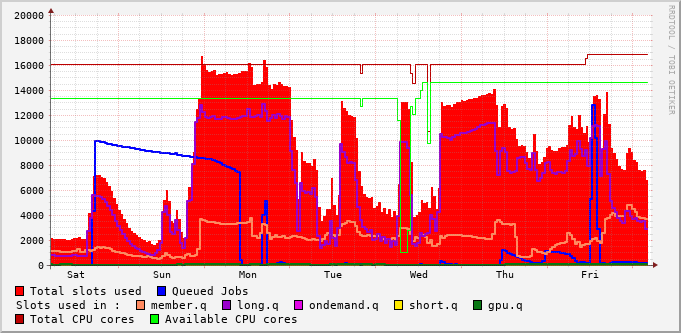 20000
18000
16000
14000
12000
10000
8000
6000
4000
2000
0
Sat Sun Mon Tue Wed Thu Fri
RRDTOOL / TOBI OETIKER
Total slots used Queued Jobs
Slots used in : member.q long.q ondemand.q short.q gpu.q
Total CPU cores Available CPU cores